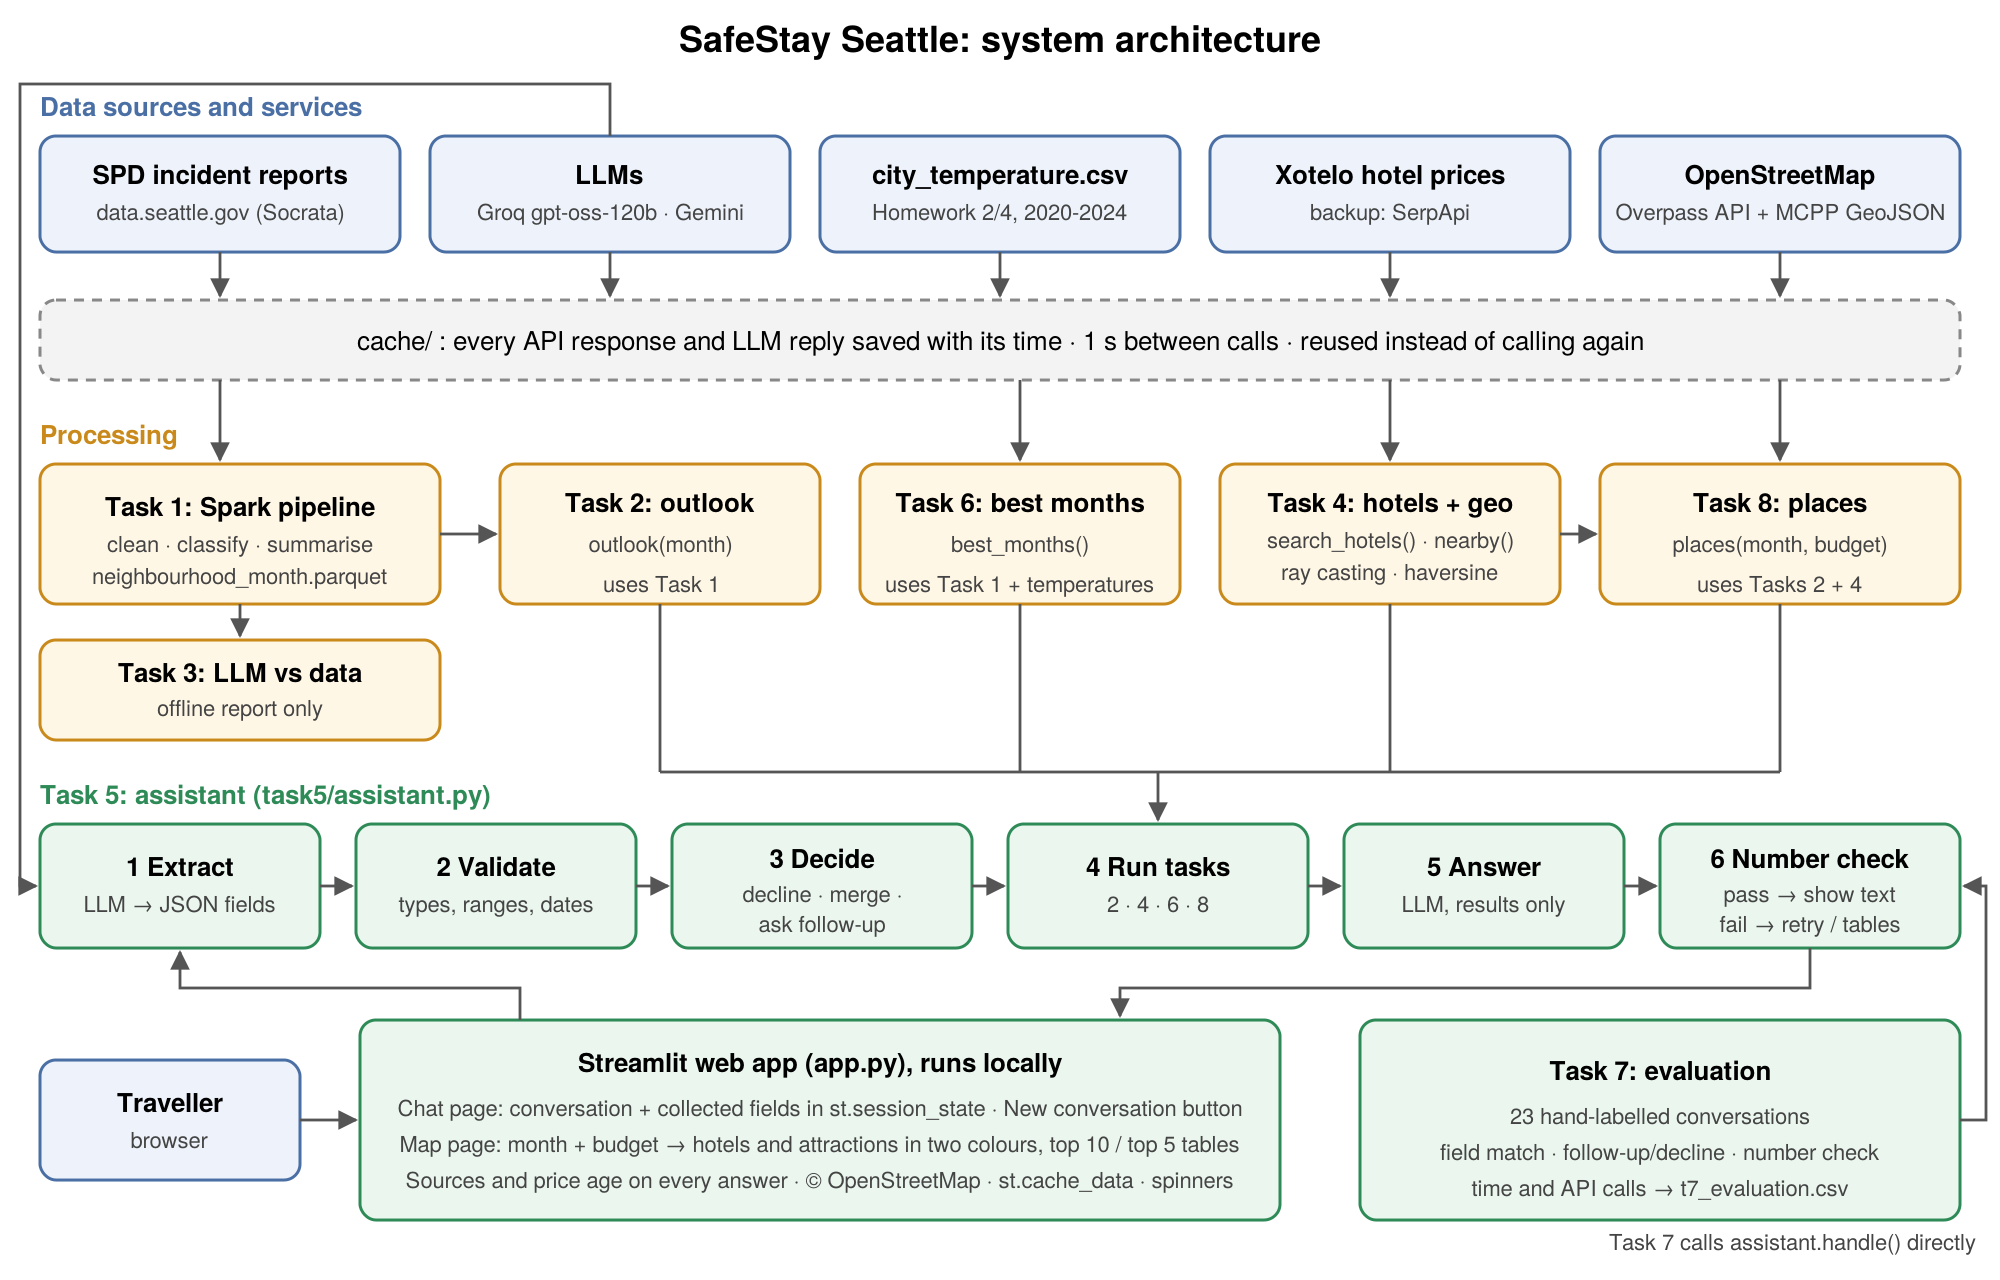 SafeStay Seattle: system architecture
Data sources and services
SPD incident reports
data.seattle.gov (Socrata)
LLMs
Groq gpt-oss-120b · Gemini
city_temperature.csv
Homework 2/4, 2020-2024
Xotelo hotel prices
backup: SerpApi
OpenStreetMap
Overpass API + MCPP GeoJSON
cache/ : every API response and LLM reply saved with its time · 1 s between calls · reused instead of calling again
Processing
Task 1: Spark pipeline
clean · classify · summarise
neighbourhood_month.parquet
Task 2: outlook
outlook(month)
uses Task 1
Task 6: best months
best_months()
uses Task 1 + temperatures
Task 4: hotels + geo
search_hotels() · nearby()
ray casting · haversine
Task 8: places
places(month, budget)
uses Tasks 2 + 4
Task 3: LLM vs data
offline report only
Task 5: assistant (task5/assistant.py)
1 Extract
LLM → JSON fields
2 Validate
types, ranges, dates
3 Decide
decline · merge ·
ask follow-up
4 Run tasks
2 · 4 · 6 · 8
5 Answer
LLM, results only
6 Number check
pass → show text
fail → retry / tables
Traveller
browser
Streamlit web app (app.py), runs locally
Chat page: conversation + collected fields in st.session_state · New conversation button
Map page: month + budget → hotels and attractions in two colours, top 10 / top 5 tables
Sources and price age on every answer · © OpenStreetMap · st.cache_data · spinners
Task 7: evaluation
23 hand-labelled conversations
field match · follow-up/decline · number check
time and API calls → t7_evaluation.csv
Task 7 calls assistant.handle() directly